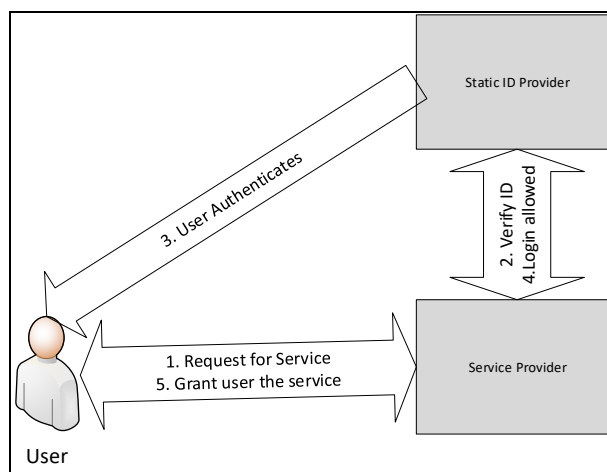 Static ID Provider
3. User Authenticates
2. Verify ID
4.Login allowed
1. Request for Service
5. Grant user the service
Service Provider
User